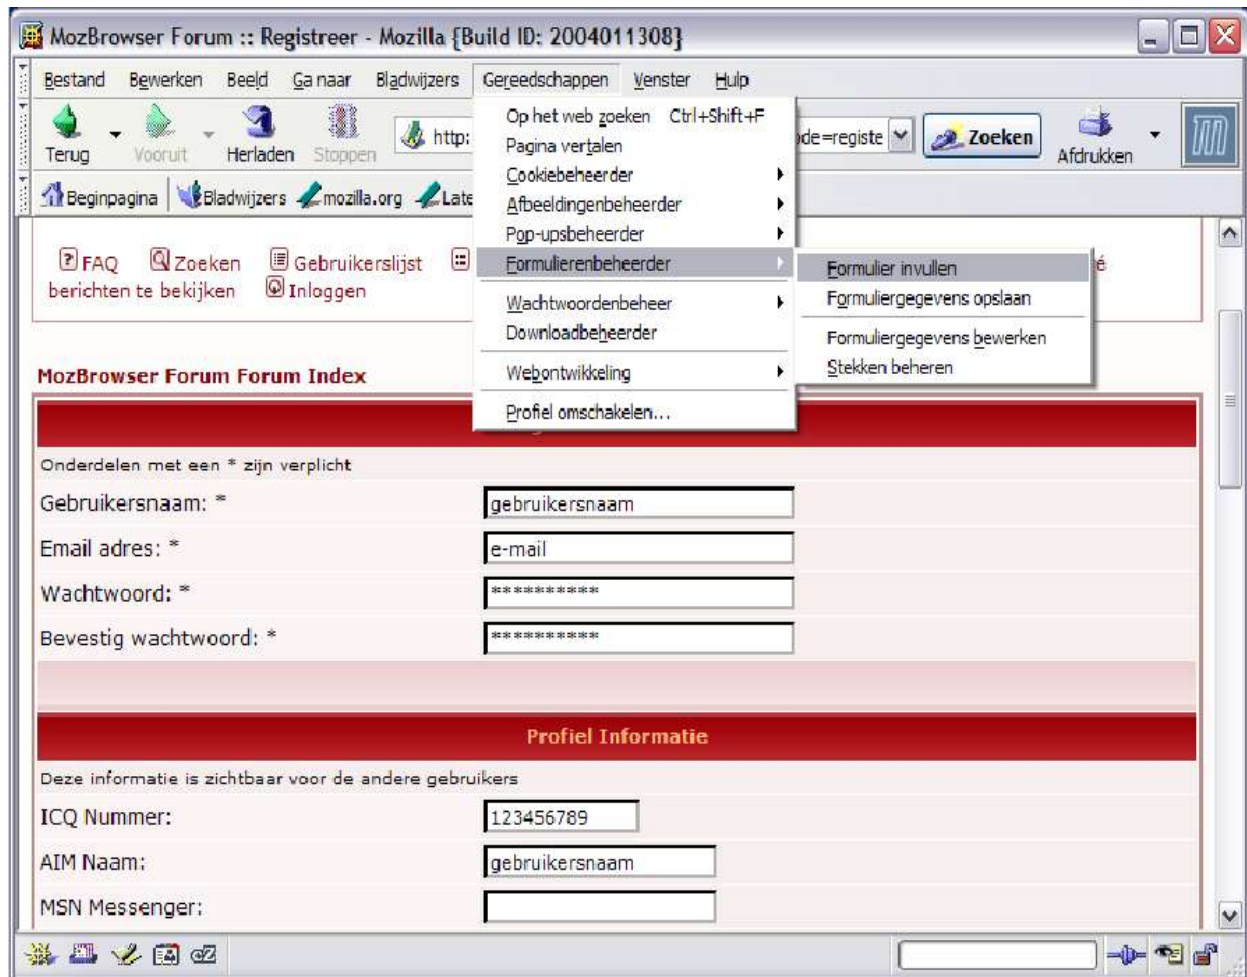 MozBrowser Forum :: Registreer - Mozilla {Build ID: 2004011308}
Bestand Bewerken Beeld Ga naar Bladwijzers Gereedschappen Venster Hulp
Terug Vooruit Herladen Stoppen http: ode=registe Zoeken Afdrukken
Beginpagina Bladwijzers mozilla.org Late
Op het web zoeken Ctrl+Shift+F
Pagina vertalen
Cookiebeheerder
Afbeeldingenbeheerder
Pop-upsbeheerder
Formulierenbeheerder
Wachtwoordenbeheer
Downloadbeheerder
Webontwikkeling
Profiel omschakelen...
Formulier invullen
Formuliergegevens opslaan
Formuliergegevens bewerken
Stekken beheren
FAQ Zoeken Gebruikerslijst é
berichten te bekijken Inloggen
MozBrowser Forum Forum Index
Onderdelen met een * zijn verplicht
Gebruikersnaam: * gebruikersnaam
Email adres: * e-mail
Wachtwoord: * **********
Bevestig wachtwoord: * **********
Profiel Informatie
Deze informatie is zichtbaar voor de andere gebruikers
ICQ Nummer: 123456789
AIM Naam: gebruikersnaam
MSN Messenger: